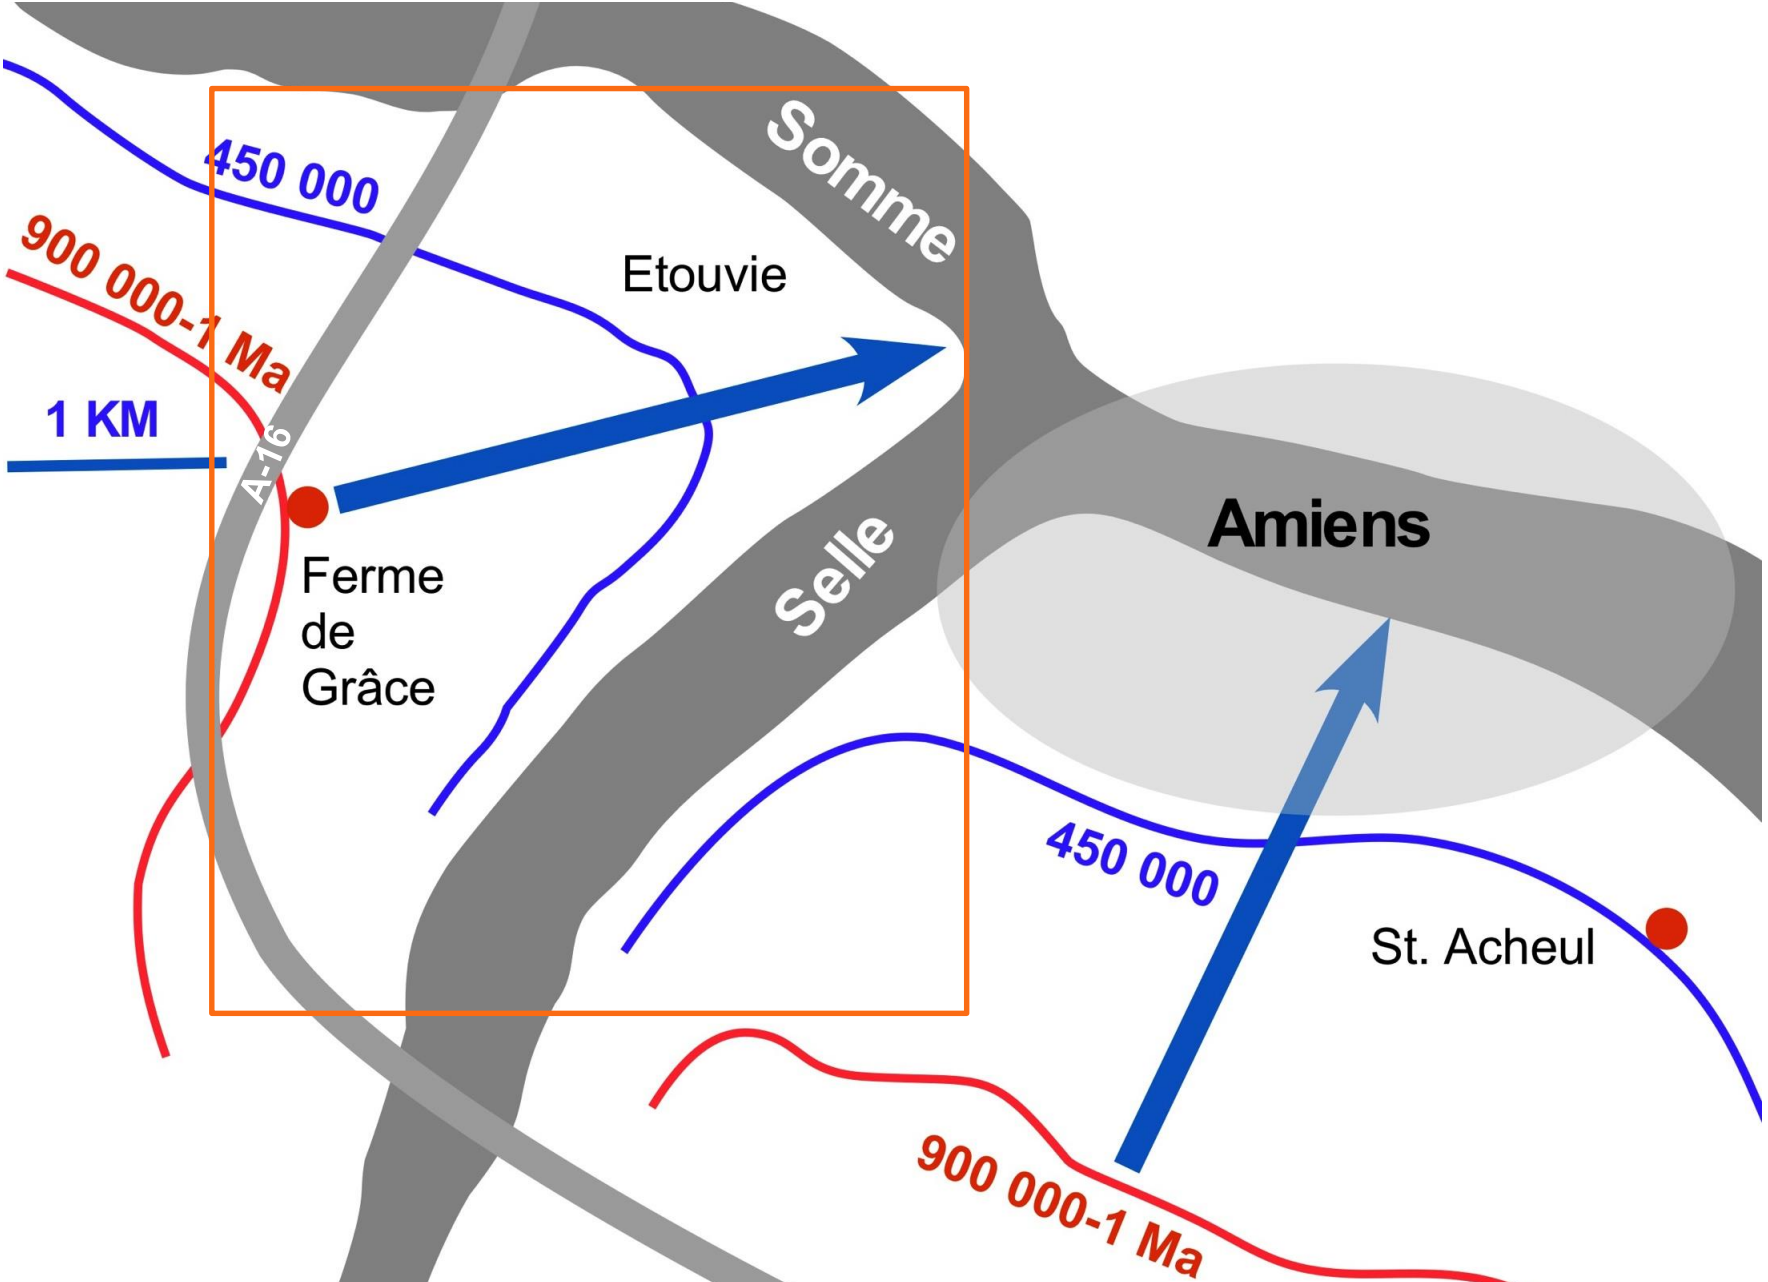 Somme
450 000
900 000-1 Ma
Etouvie
1 KM
A-16
Ferme
de
Grâce
Selle
Amiens
450 000
St. Acheul
900 000-1 Ma